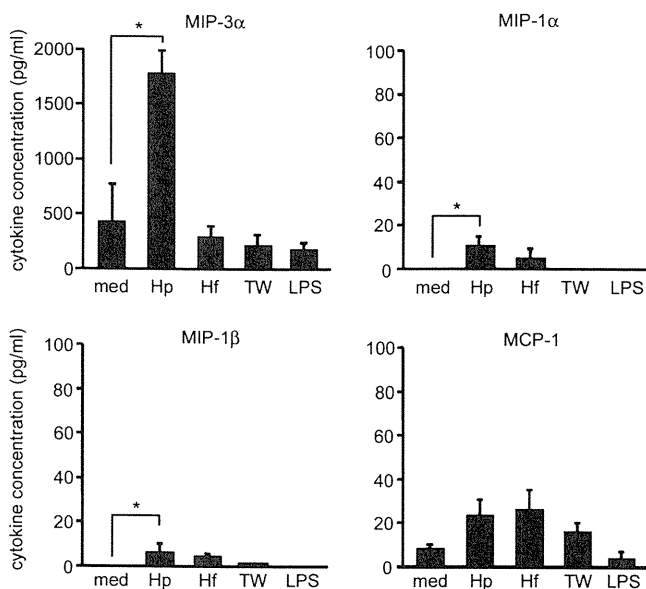 MIP-3α
MIP-1α
cytokine concentration (pg/ml)
*
2000
1500
1000
500
0
med Hp Hf TW LPS
*
100
80
60
40
20
0
med Hp Hf TW LPS
MIP-1β
MCP-1
cytokine concentration (pg/ml)
*
100
80
60
40
20
0
med Hp Hf TW LPS
100
80
60
40
20
0
med Hp Hf TW LPS